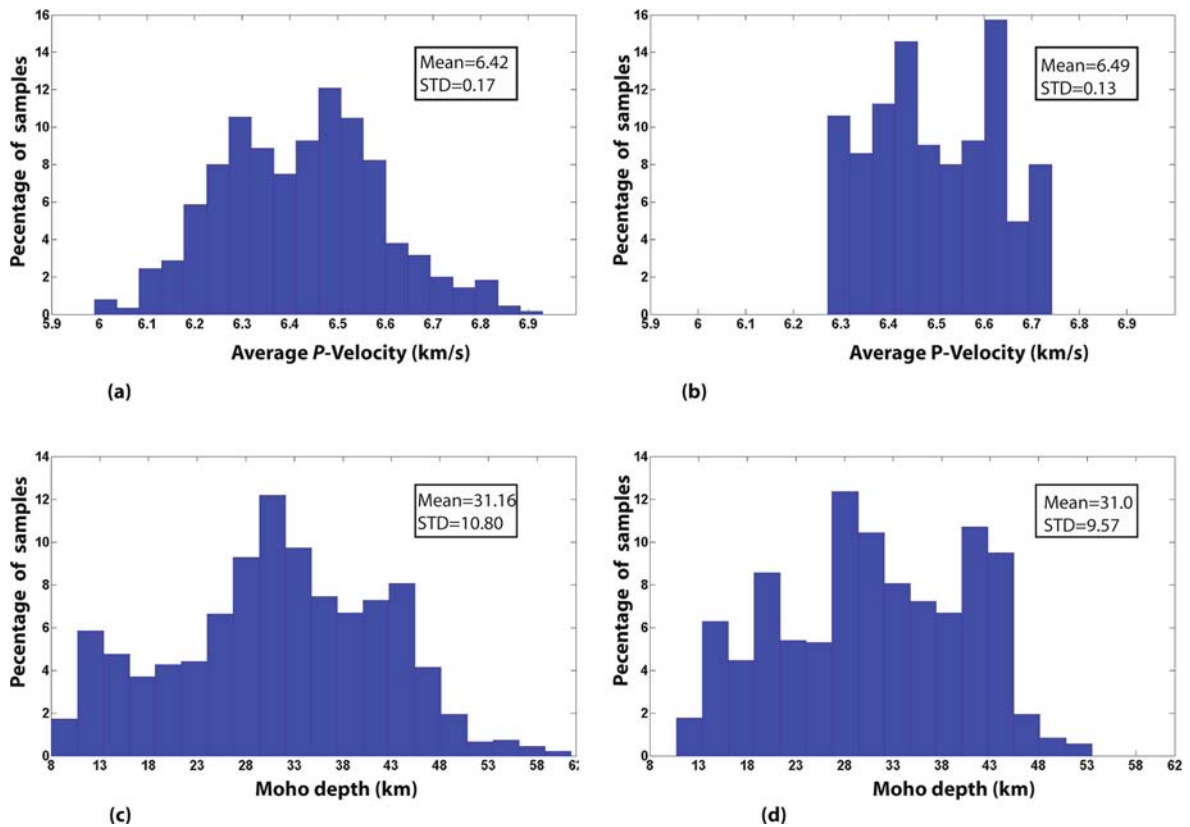 Pecentage of samples
16
14
12
10
8
6
4
2
0
Mean=6.42
STD=0.17
5.9 6 6.1 6.2 6.3 6.4 6.5 6.6 6.7 6.8 6.9
Average P-Velocity (km/s)
(a)
Pecentage of samples
16
14
12
10
8
6
4
2
0
Mean=6.49
STD=0.13
5.9 6 6.1 6.2 6.3 6.4 6.5 6.6 6.7 6.8 6.9
Average P-Velocity (km/s)
(b)
Pecentage of samples
14
12
10
8
6
4
2
0
Mean=31.16
STD=10.80
8 13 18 23 28 33 38 43 48 53 58 62
Moho depth (km)
(c)
Pecentage of samples
14
12
10
8
6
4
2
0
Mean=31.0
STD=9.57
8 13 18 23 28 33 38 43 48 53 58 62
Moho depth (km)
(d)